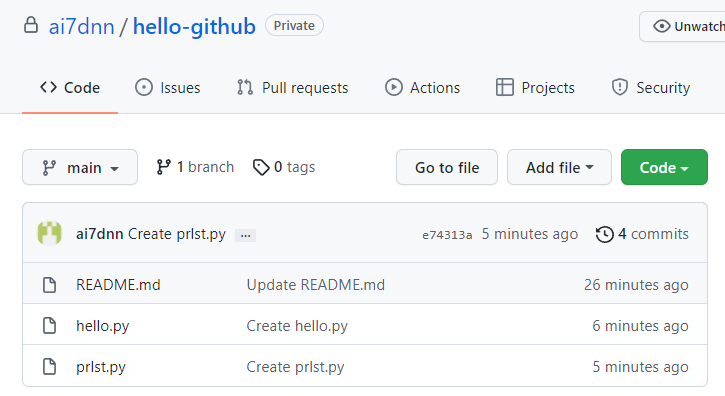 ai7dnn / hello-github Private Unwatch
Code Issues Pull requests Actions Projects Security
main 1 branch 0 tags Go to file Add file Code
ai7dnn Create prlst.py ... e74313a 5 minutes ago 4 commits
README.md Update README.md 26 minutes ago
hello.py Create hello.py 6 minutes ago
prlst.py Create prlst.py 5 minutes ago